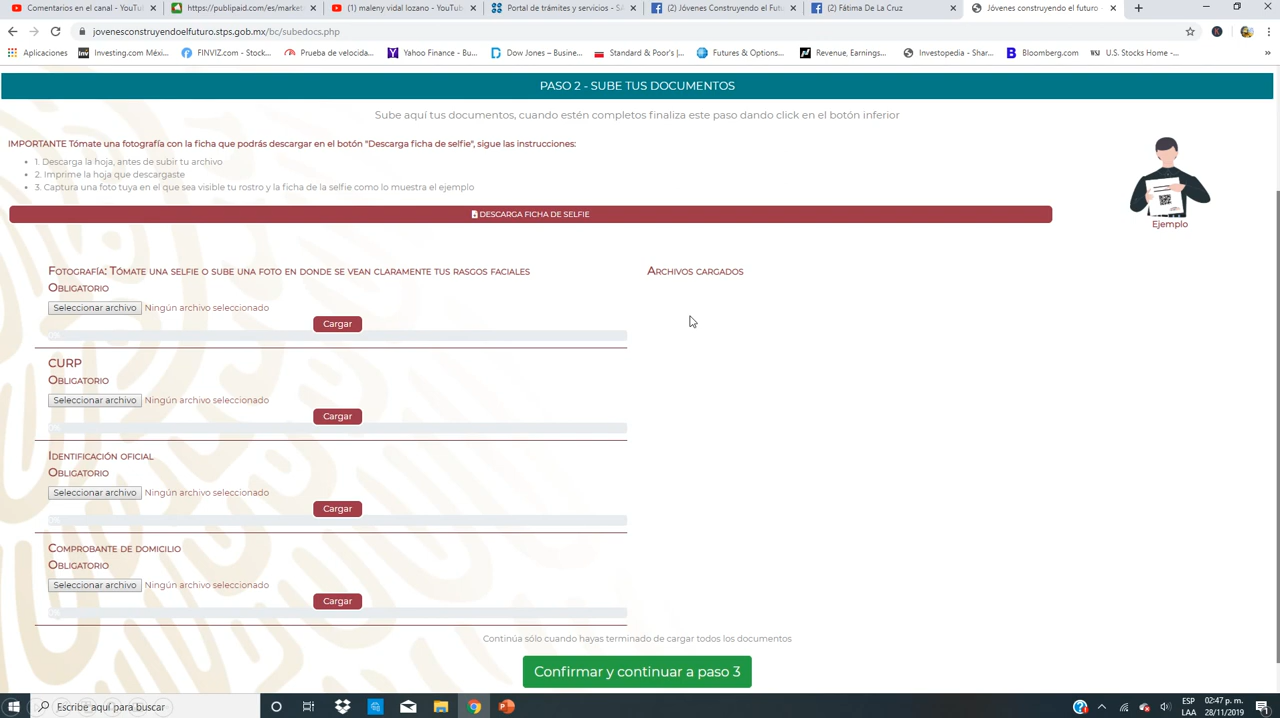 Comentarios en el canal - YouTu
https://publipaid.com/es/market
(1) maleny vidal lozano - YouTub
Portal de trámites y servicios - SA
(2) Jóvenes Construyendo el Futu
(2) Fátima De La Cruz
Jóvenes construyendo el futuro -
jovenesconstruyendoelfuturo.stps.gob.mx/bc/subedocs.php
Aplicaciones
Investing.com Méxi...
FINVIZ.com - Stock...
Prueba de velocida...
Yahoo Finance - Bu...
Dow Jones – Busine...
Standard & Poor's |...
Futures & Options...
Revenue, Earnings...
Investopedia - Shar...
Bloomberg.com
WSJ U.S. Stocks Home -...
»
PASO 2 - SUBE TUS DOCUMENTOS
Sube aquí tus documentos, cuando estén completos finaliza este paso dando click en el botón inferior
IMPORTANTE Tómate una fotografía con la ficha que podrás descargar en el botón "Descarga ficha de selfie", sigue las instrucciones:
• 1. Descarga la hoja, antes de subir tu archivo
• 2. Imprime la hoja que descargaste
• 3. Captura una foto tuya en el que sea visible tu rostro y la ficha de la selfie como lo muestra el ejemplo
DESCARGA FICHA DE SELFIE
Ejemplo
Fotografía: Tómate una selfie o sube una foto en donde se vean claramente tus rasgos faciales
Obligatorio
Seleccionar archivo Ningún archivo seleccionado
Cargar
0%
CURP
Obligatorio
Seleccionar archivo Ningún archivo seleccionado
Cargar
0%
Identificación oficial
Obligatorio
Seleccionar archivo Ningún archivo seleccionado
Cargar
0%
Comprobante de domicilio
Obligatorio
Seleccionar archivo Ningún archivo seleccionado
Cargar
0%
Archivos cargados
Continúa sólo cuando hayas terminado de cargar todos los documentos
Confirmar y continuar a paso 3
Escribe aquí para buscar
ESP
LAA
02:47 p. m.
28/11/2019